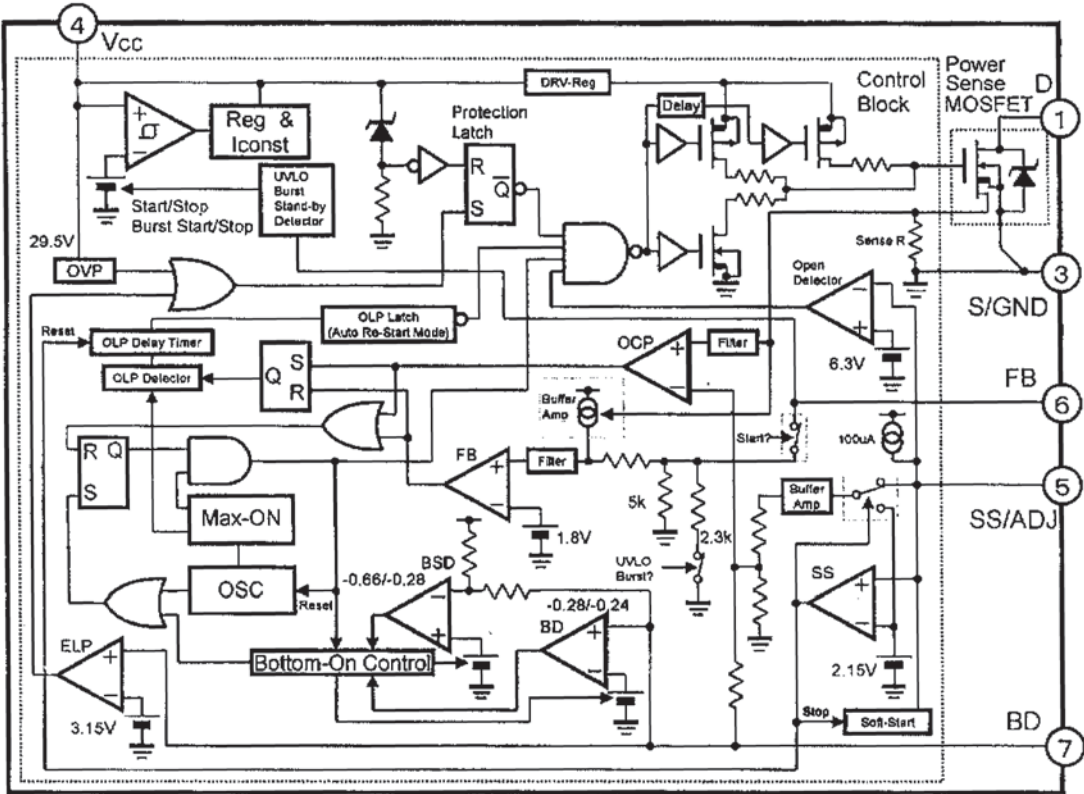 4
Vcc
DRV-Reg
Control
Block
Power
Sense
MOSFET
D
1
Delay
Protection
Latch
Reg &
Iconst
R
Q
S
UVLO
Burst
Stand-by
Detector
Start/Stop
Burst Start/Stop
29.5V
OVP
Sense R
3
S/GND
Open
Detector
6.3V
Reset
OLP Delay Timer
OLP Latch
(Auto Re-Start Mode)
OLP Detector
Q
S
R
OCP
Filter
FB
6
Buffer
Amp
Start?
100uA
R
Q
S
FB
Filter
5k
2.3k
Buffer
Amp
5
SS/ADJ
Max-ON
1.8V
UVLO
Burst?
OSC
Reset
BSD
-0.66/-0.28
-0.28/-0.24
BD
SS
2.15V
ELP
Bottom-On Control
3.15V
Stop
Soft-Start
BD
7